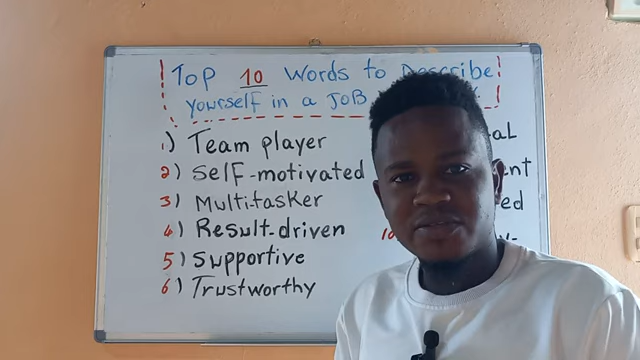 Top 10 Words to Describe
Yourself in a JOB
1) Team player
2) Self-motivated
3) Multitasker
4) Result-driven
5) Supportive
6) Trustworthy